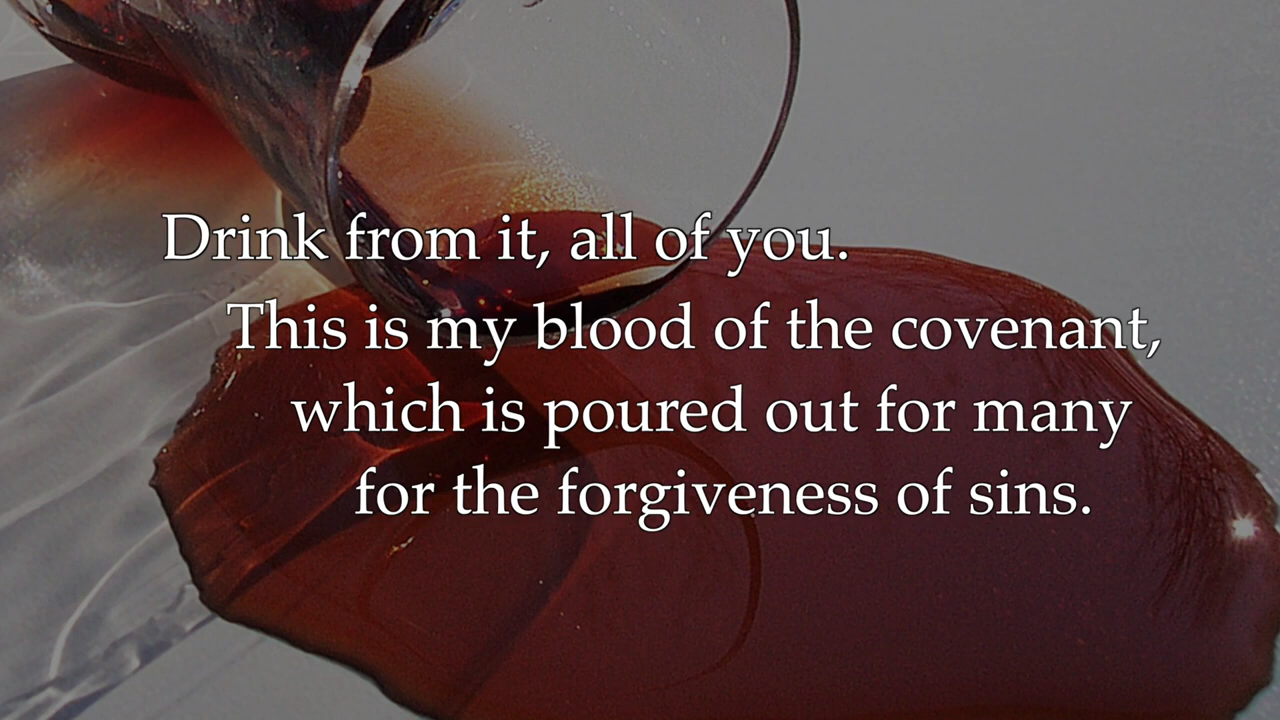 Drink from it, all of you.
This is my blood of the covenant,
which is poured out for many
for the forgiveness of sins.